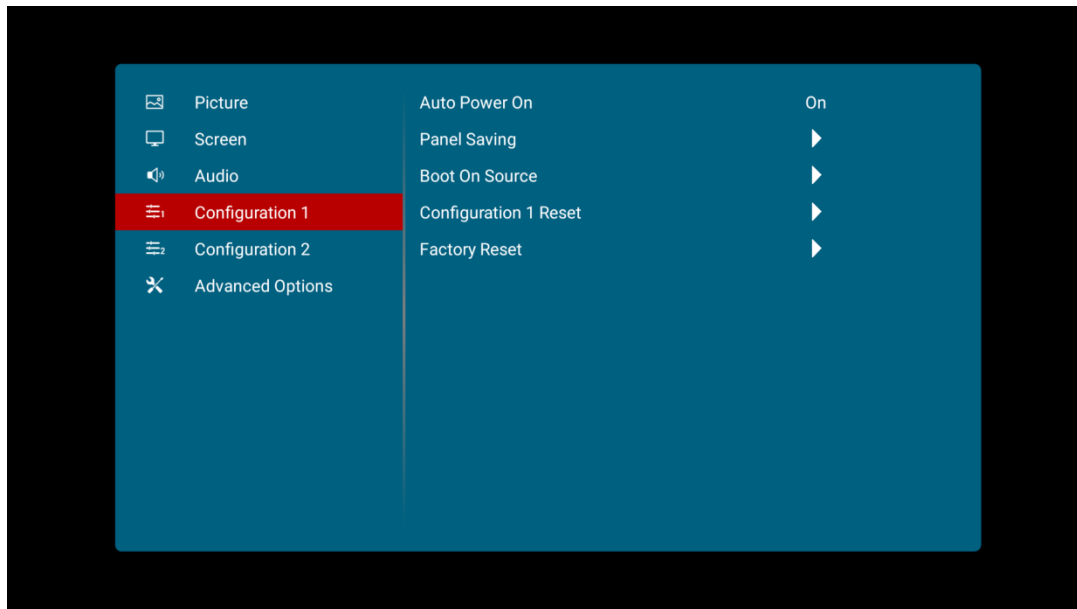 Picture
Screen
Audio
Configuration 1
Configuration 2
Advanced Options
Auto Power On On
Panel Saving
Boot On Source
Configuration 1 Reset
Factory Reset